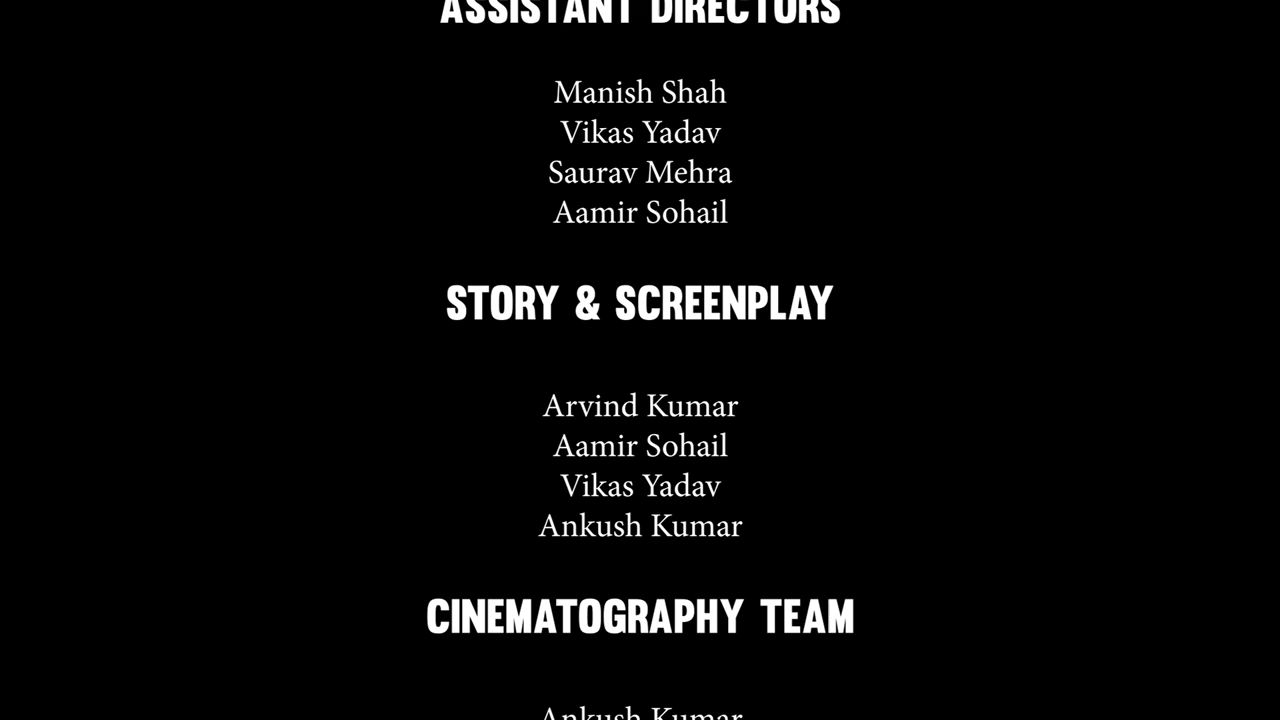 ASSISTANT DIRECTORS
Manish Shah
Vikas Yadav
Saurav Mehra
Aamir Sohail
STORY & SCREENPLAY
Arvind Kumar
Aamir Sohail
Vikas Yadav
Ankush Kumar
CINEMATOGRAPHY TEAM
Ankush Kumar